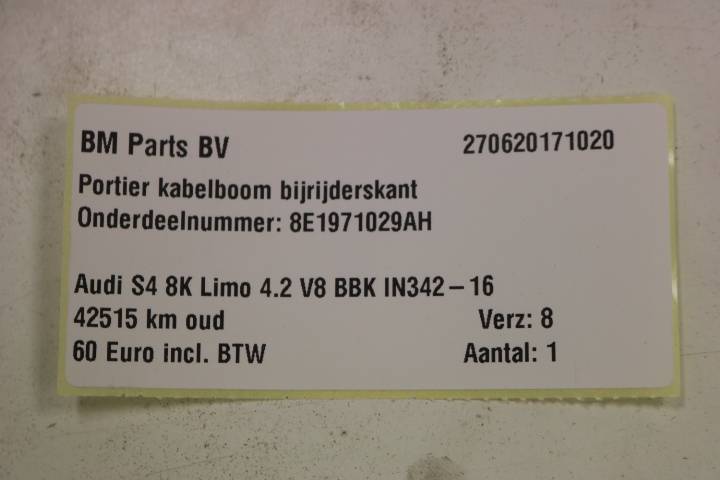 BM Parts BV 270620171020
Portier kabelboom bijrijderskant
Onderdeelnummer: 8E1971029AH
Audi S4 8K Limo 4.2 V8 BBK IN342-16
42515 km oud Verz: 8
60 Euro incl. BTW Aantal: 1